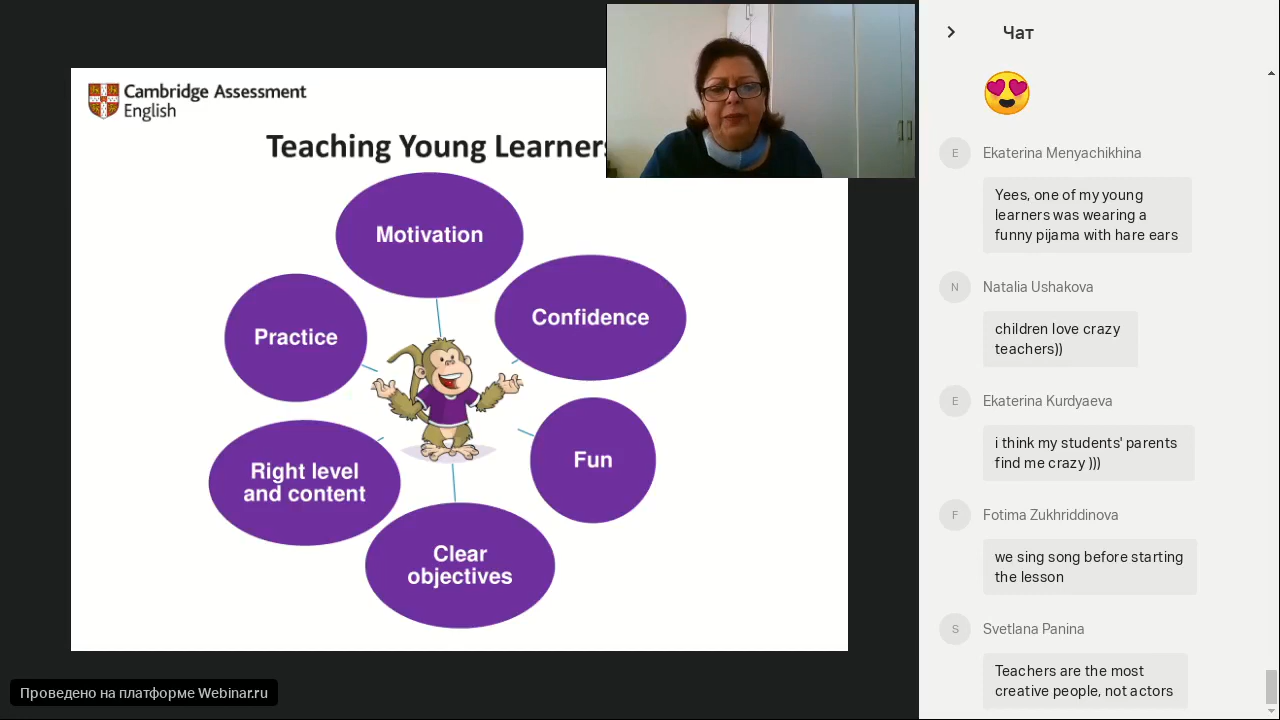 Cambridge Assessment
English
Teaching Young Learners
Motivation
Confidence
Practice
Fun
Right level
and content
Clear
objectives
Проведено на платформе Webinar.ru
Чат
E
Ekaterina Menyachikhina
Yees, one of my young
learners was wearing a
funny pijama with hare ears
N
Natalia Ushakova
children love crazy
teachers))
E
Ekaterina Kurdyaeva
i think my students' parents
find me crazy )))
F
Fotima Zukhriddinova
we sing song before starting
the lesson
S
Svetlana Panina
Teachers are the most
creative people, not actors